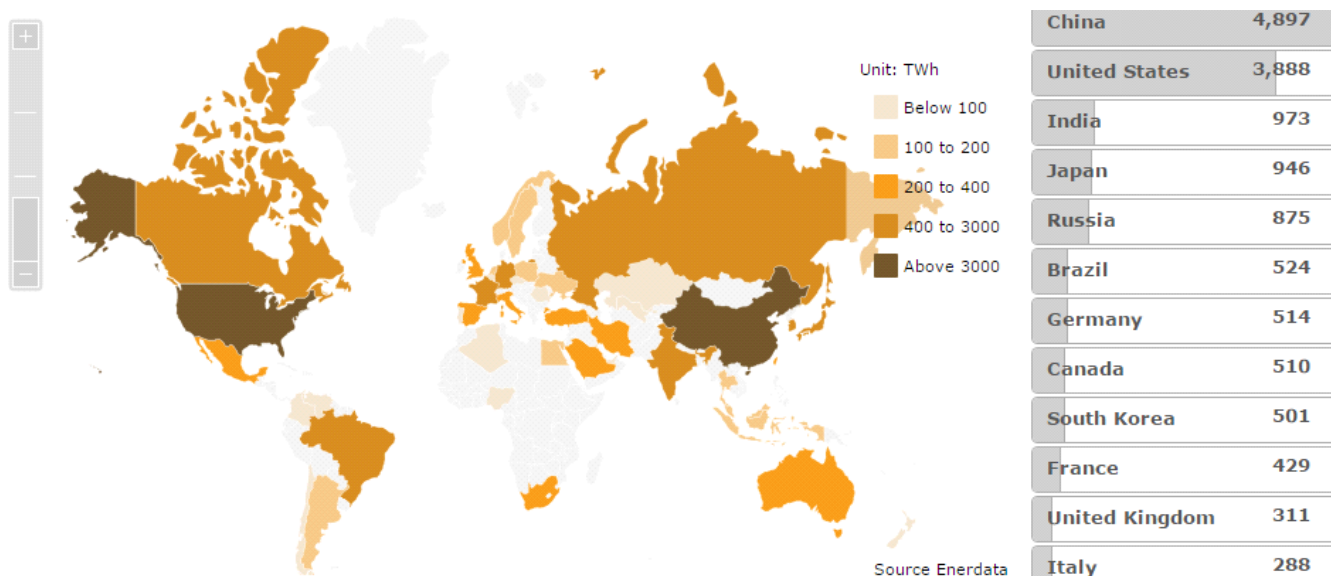 Unit: TWh
Below 100
100 to 200
200 to 400
400 to 3000
Above 3000
Source Enerdata
China 4,897
United States 3,888
India 973
Japan 946
Russia 875
Brazil 524
Germany 514
Canada 510
South Korea 501
France 429
United Kingdom 311
Italy 288